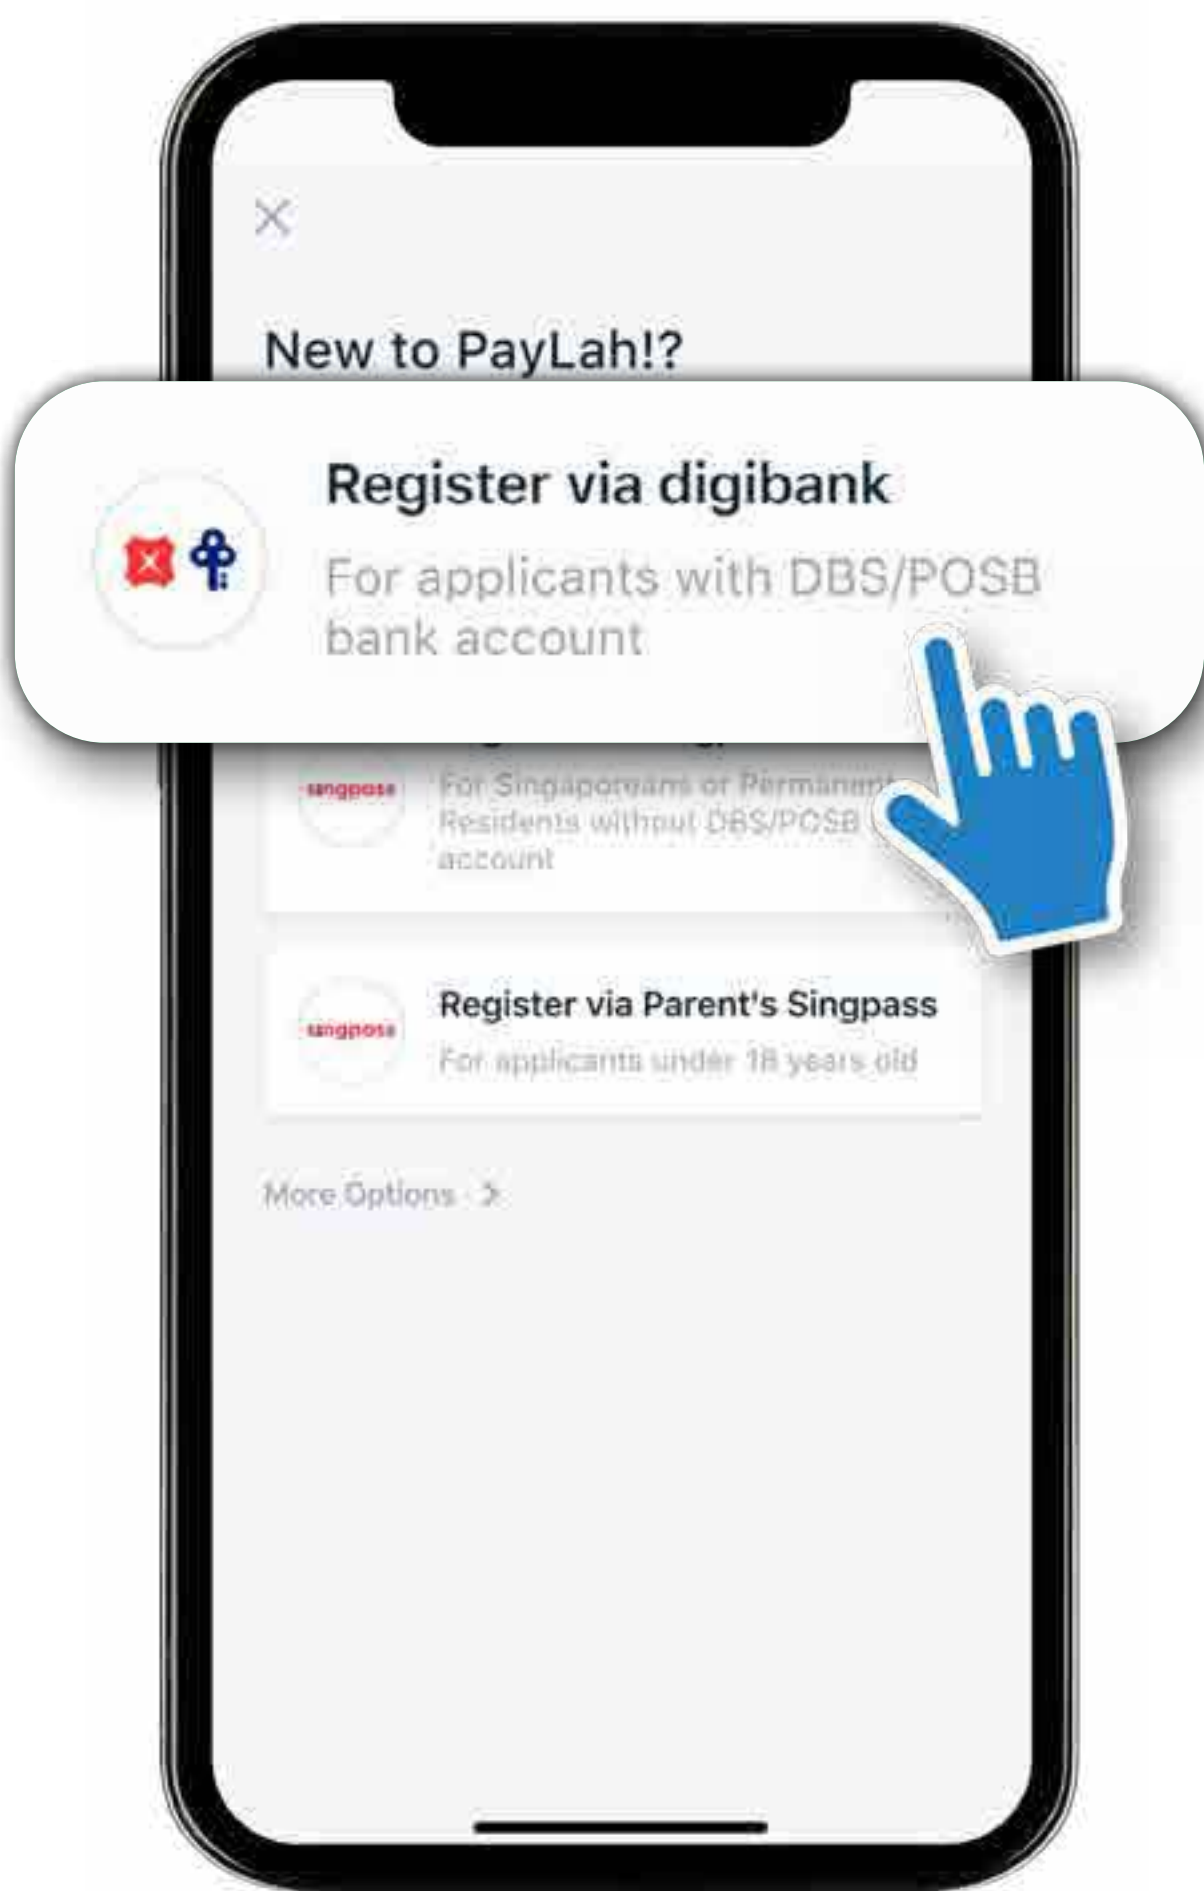 New to PayLah!?
Register via digibank
For applicants with DBS/POSB
bank account
singpass
For Singaporeans or Permanent
Residents without DBS/POSB
account
singpass
Register via Parent's Singpass
For applicants under 18 years old
More Options >